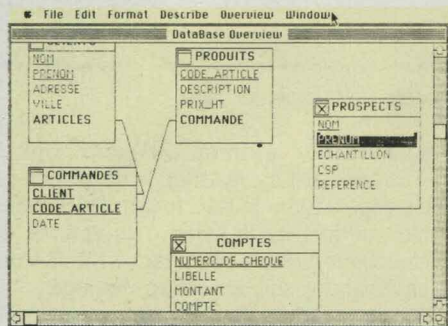 File Edit Format Describe Overview Window
DataBase Overview
CLIENTS
NOM
PRENOM
ADRESSE
VILLE
ARTICLES
PRODUITS
CODE_ARTICLE
DESCRIPTION
PRIX_HT
COMMANDE
PROSPECTS
NOM
PRENOM
ECHANTILLON
CSP
REFERENCE
COMMANDES
CLIENT
CODE_ARTICLE
DATE
COMPTES
NUMERO_DE_CHEQUE
LIBELLE
MONTANT
COMPTE